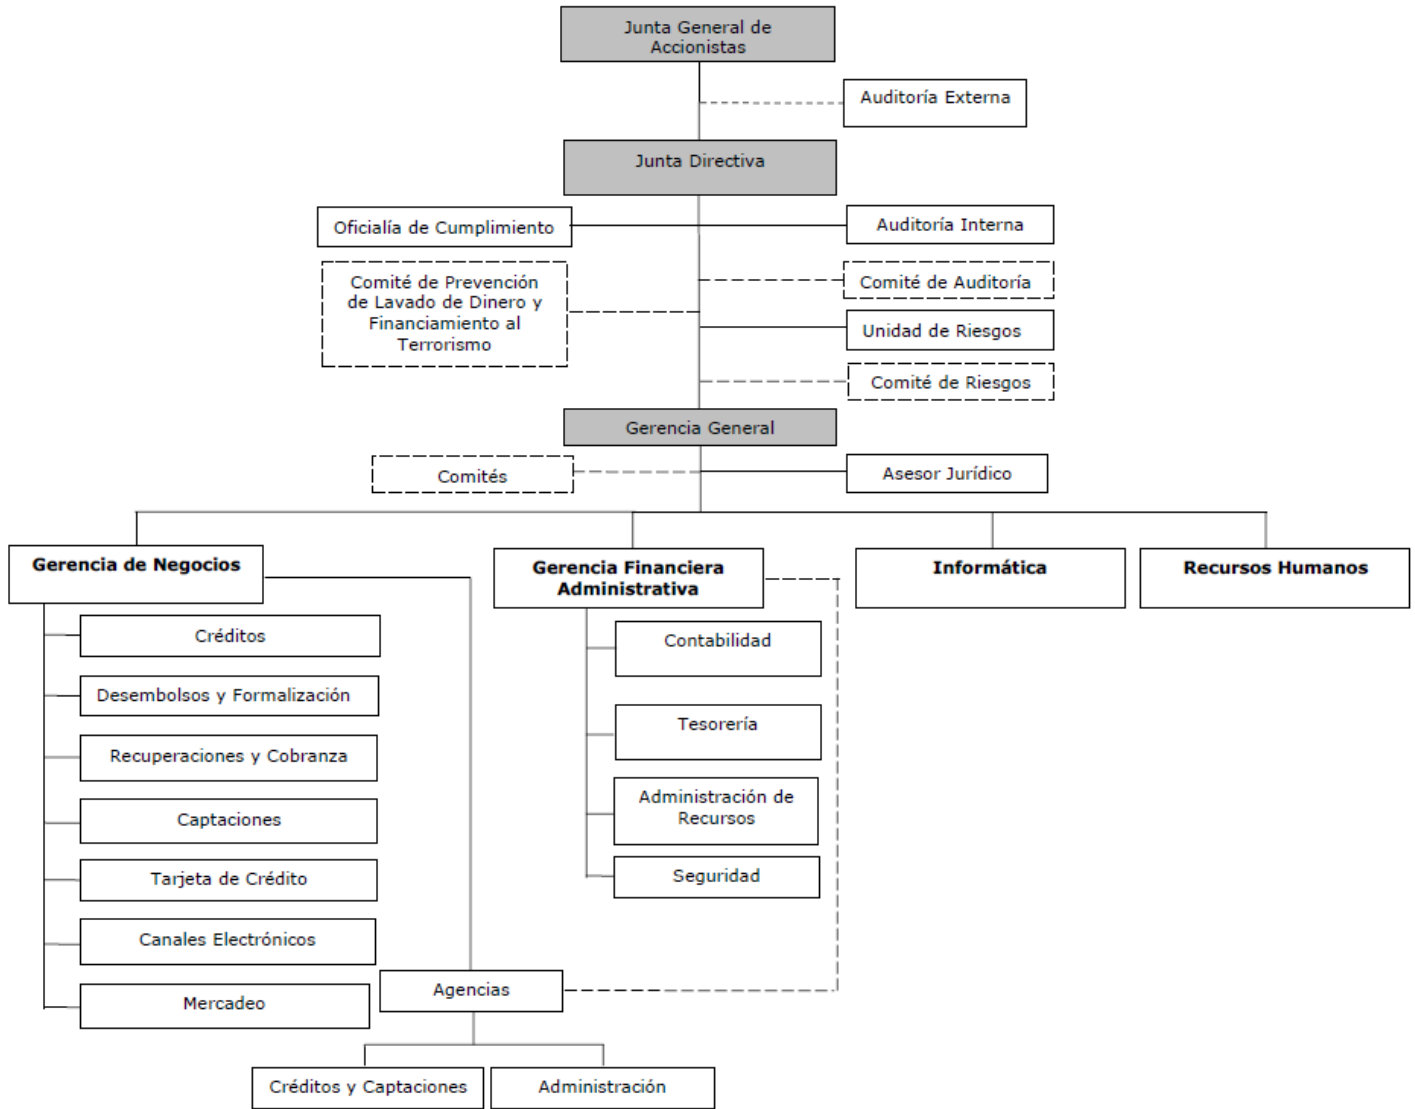 Junta General de
Accionistas
Auditoría Externa
Junta Directiva
Oficialía de Cumplimiento
Auditoría Interna
Comité de Prevención
de Lavado de Dinero y
Financiamiento al
Terrorismo
Comité de Auditoría
Unidad de Riesgos
Comité de Riesgos
Gerencia General
Comités
Asesor Jurídico
Gerencia de Negocios
Gerencia Financiera
Administrativa
Informática
Recursos Humanos
Créditos
Desembolsos y Formalización
Recuperaciones y Cobranza
Captaciones
Tarjeta de Crédito
Canales Electrónicos
Mercadeo
Contabilidad
Tesorería
Administración de
Recursos
Seguridad
Agencias
Créditos y Captaciones
Administración